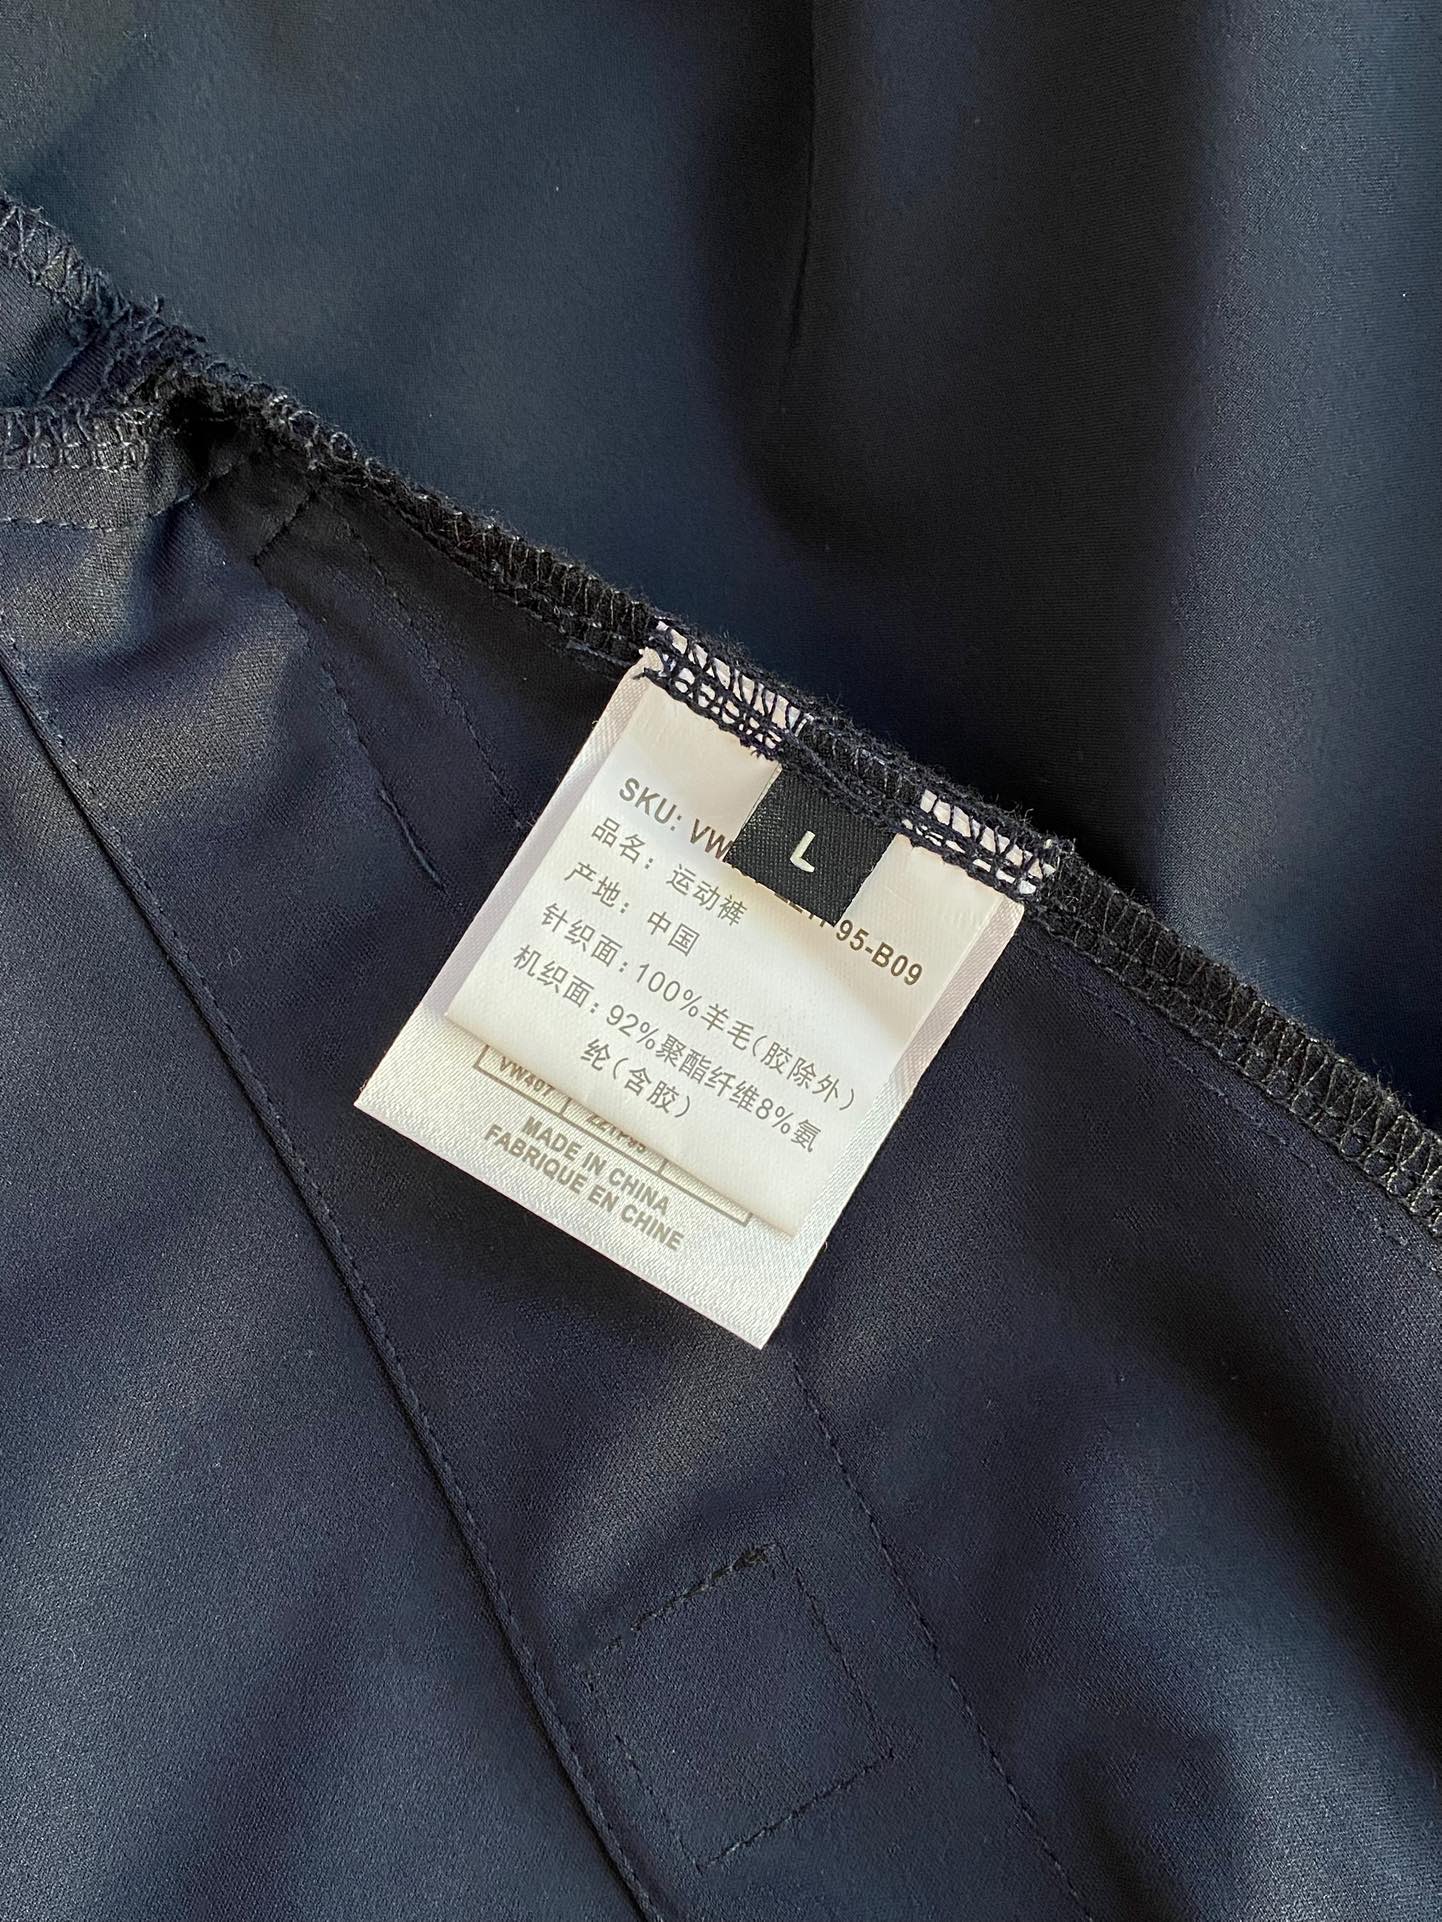 L
SKU: VW 95-B09
品名: 运动裤
产地: 中国
针织面: 100%羊毛(胶除外)
机织面: 92%聚酯纤维8%氨
纶(含胶)
VW407
MADE IN CHINA
FABRIQUE EN CHINE